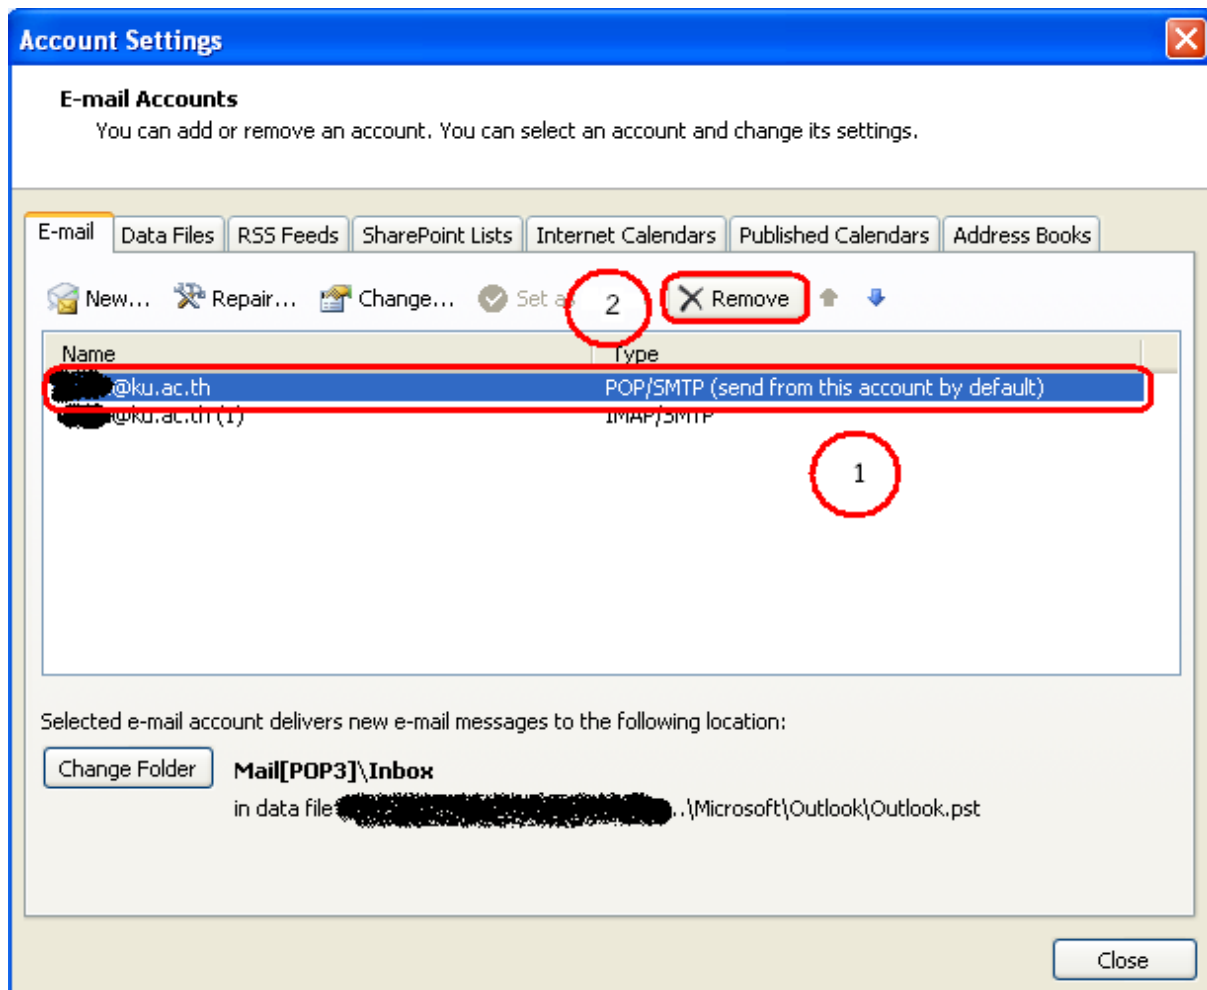 Account Settings
E-mail Accounts
You can add or remove an account. You can select an account and change its settings.
E-mail Data Files RSS Feeds SharePoint Lists Internet Calendars Published Calendars Address Books
New... Repair... Change... Set as 2 Remove
Name Type
@ku.ac.th POP/SMTP (send from this account by default)
@ku.ac.th (1) IMAP/SMTP
1
Selected e-mail account delivers new e-mail messages to the following location:
Change Folder Mail[POP3]\Inbox
in data file ..\Microsoft\Outlook\Outlook.pst
Close